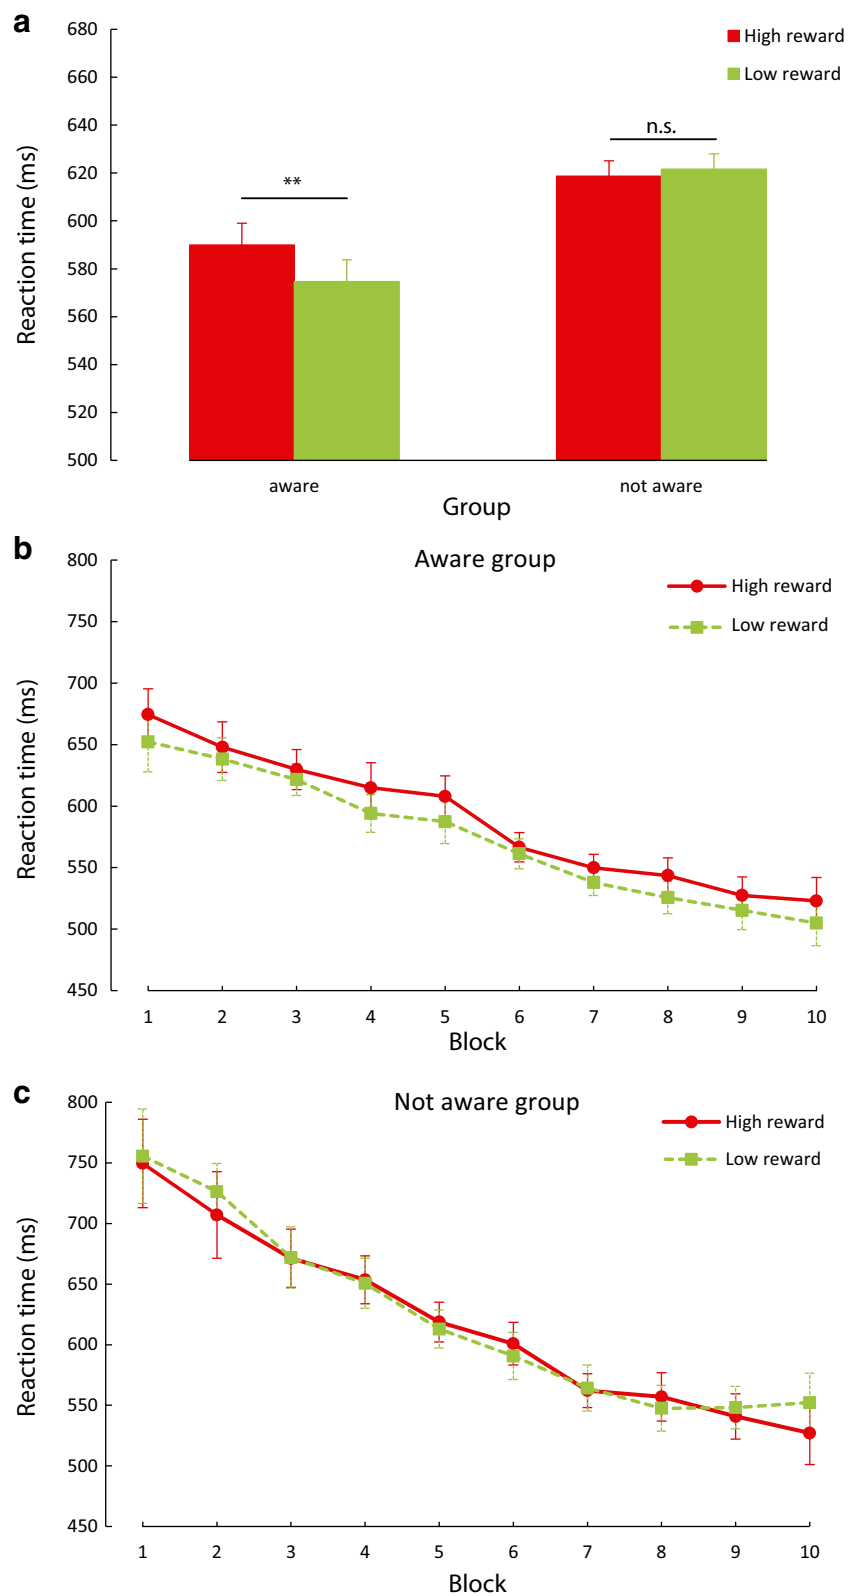 a
680
660
640
620
600
580
560
540
520
500
Reaction time (ms)
High reward
Low reward
**
n.s.
aware
not aware
Group
b
Aware group
800
750
700
650
600
550
500
450
Reaction time (ms)
High reward
Low reward
1 2 3 4 5 6 7 8 9 10
Block
c
Not aware group
800
750
700
650
600
550
500
450
Reaction time (ms)
High reward
Low reward
1 2 3 4 5 6 7 8 9 10
Block